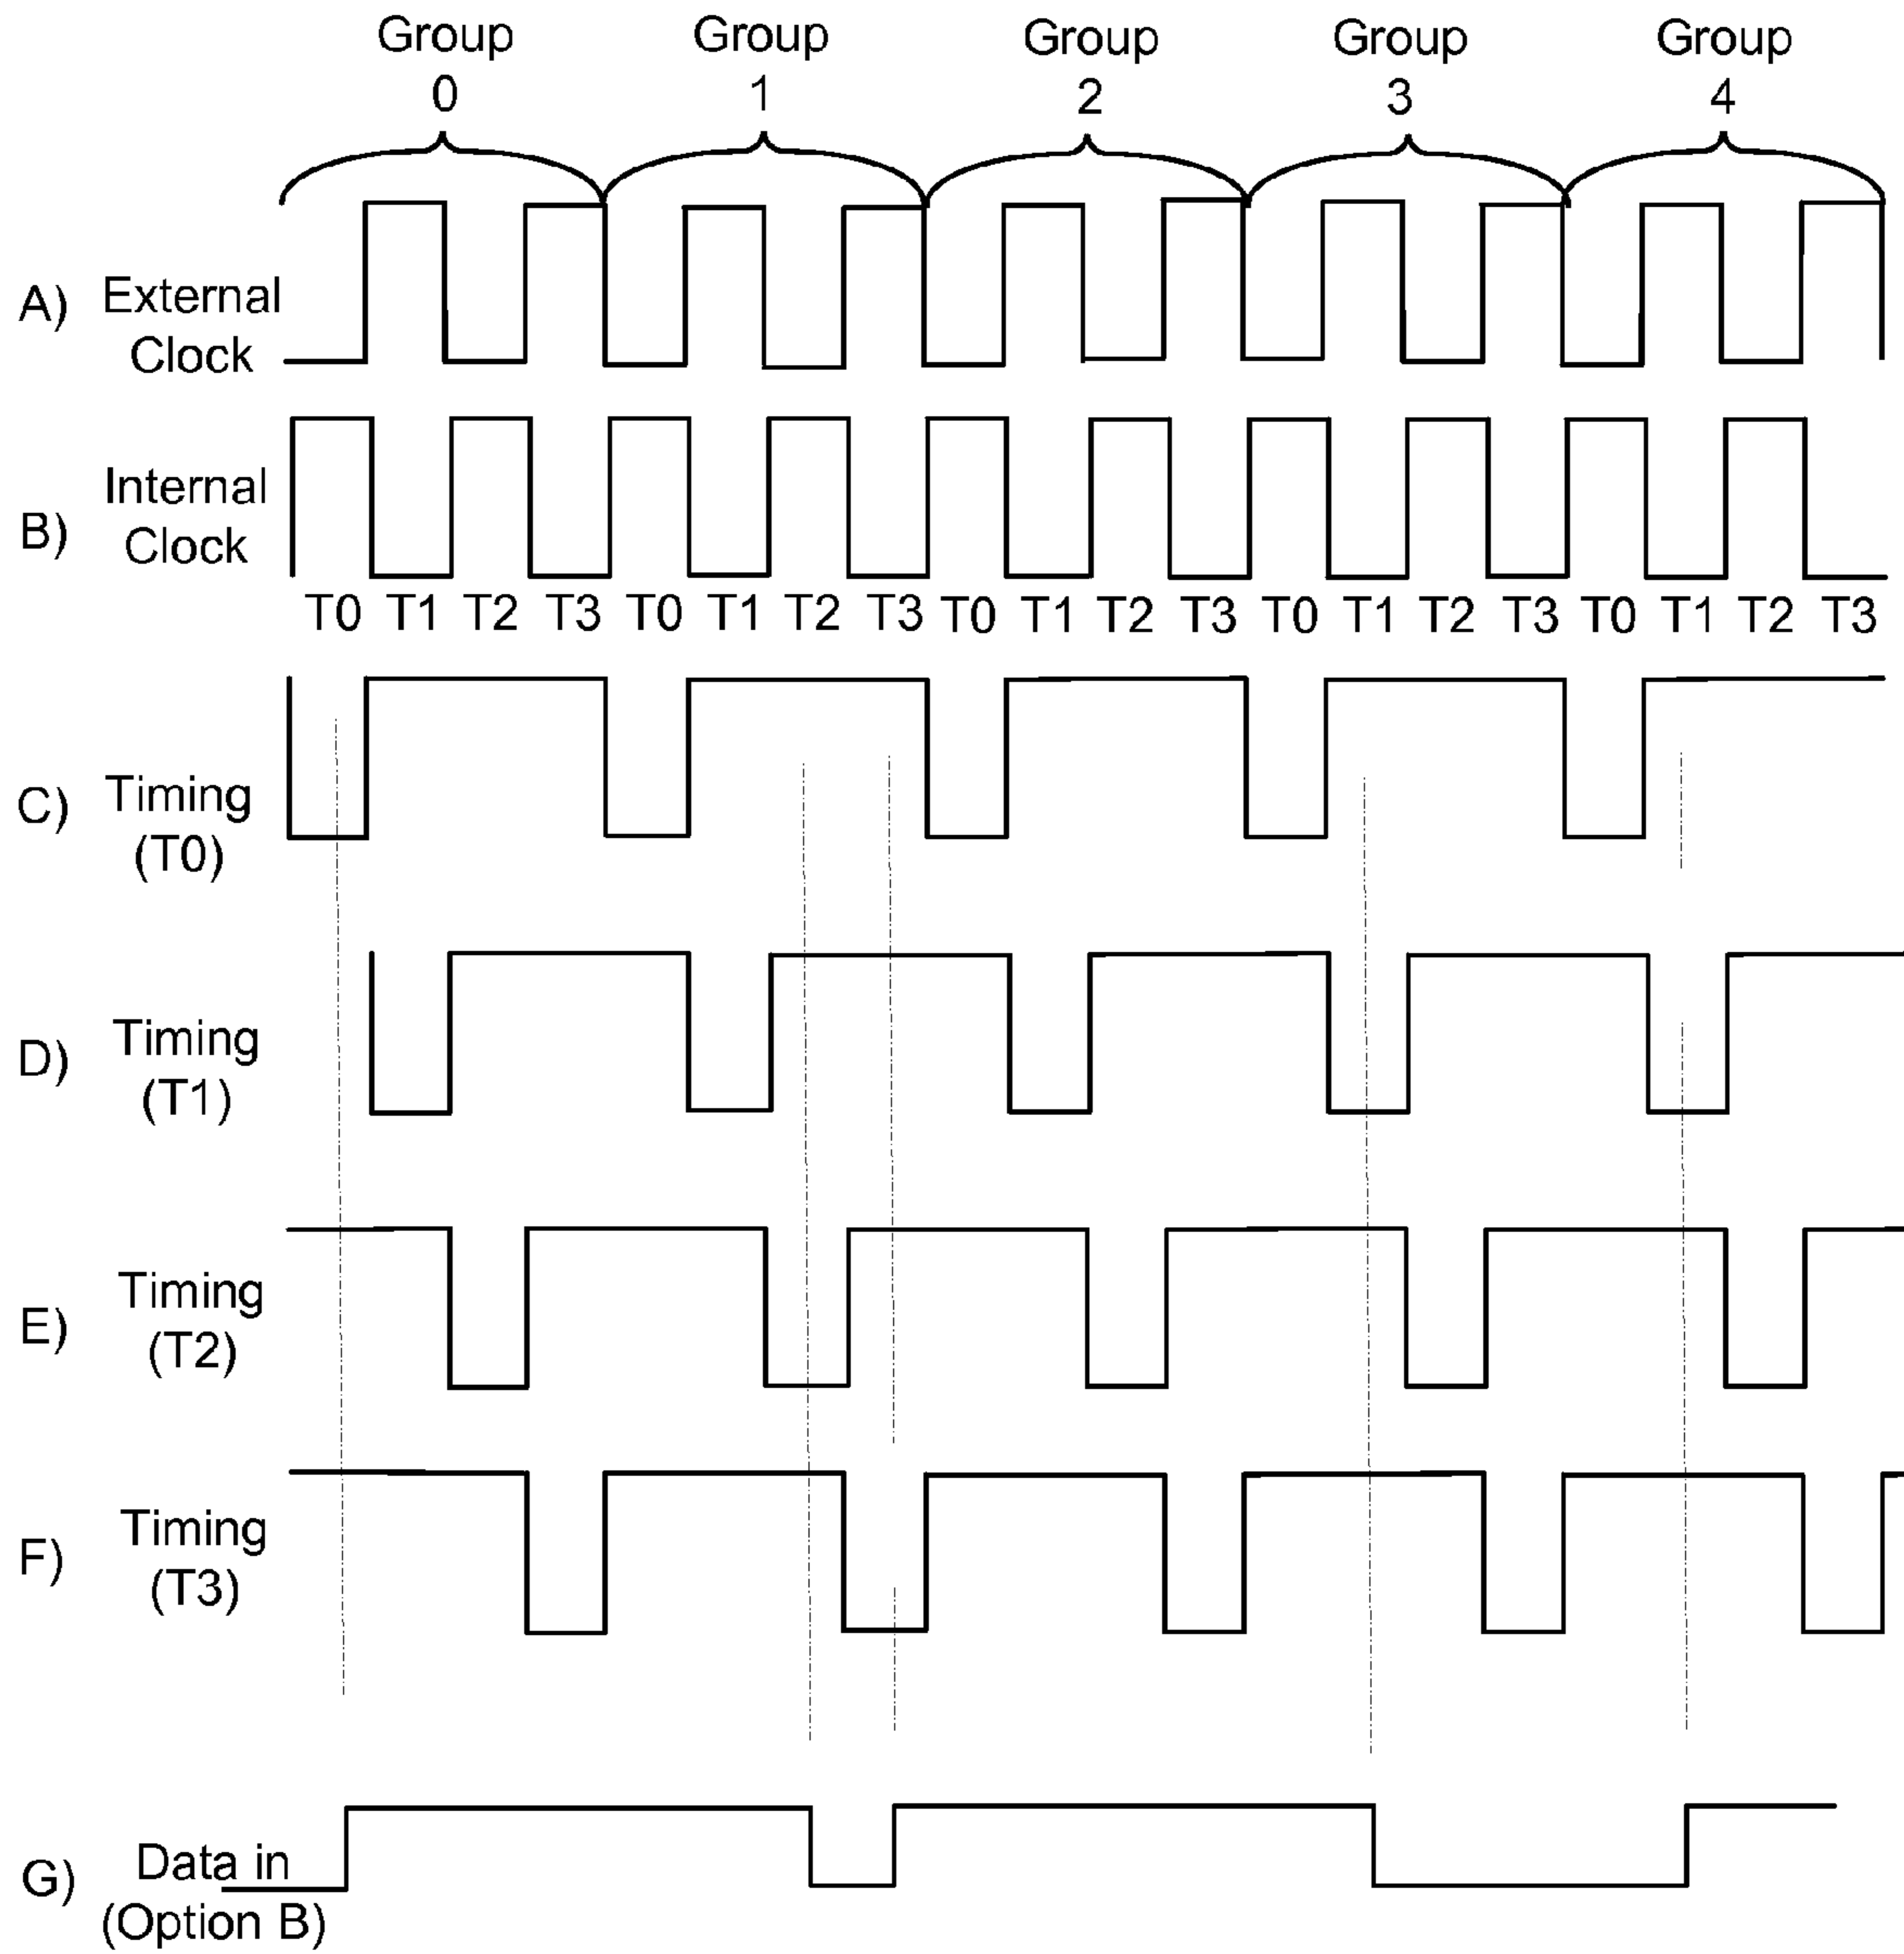 Group Group Group Group Group
0 1 2 3 4
A) External
Clock
B) Internal
Clock
T0 T1 T2 T3 T0 T1 T2 T3 T0 T1 T2 T3 T0 T1 T2 T3 T0 T1 T2 T3
C) Timing
(T0)
D) Timing
(T1)
E) Timing
(T2)
F) Timing
(T3)
G) Data in
(Option B)